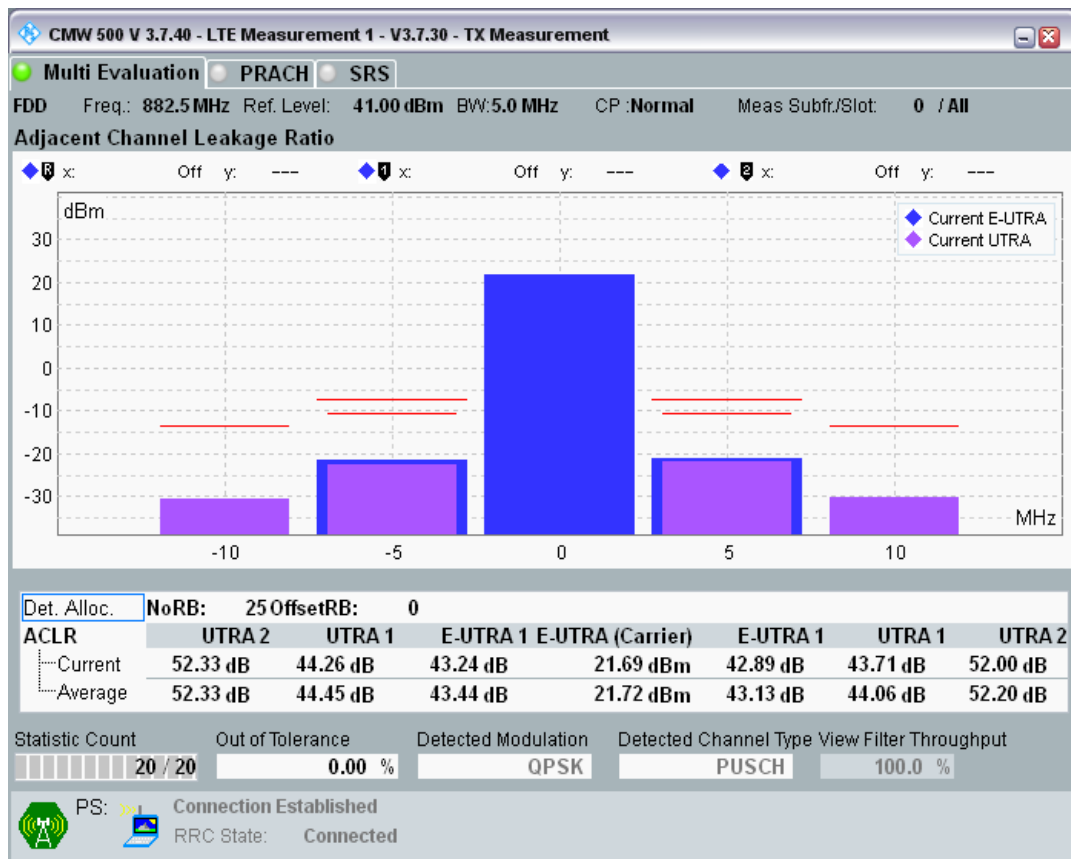 CMW 500 V 3.7.40 - LTE Measurement 1 - V3.7.30 - TX Measurement
Multi Evaluation PRACH SRS
FDD Freq.: 882.5 MHz Ref. Level: 41.00 dBm BW:5.0 MHz CP :Normal Meas Subfr./Slot: 0 / All
Adjacent Channel Leakage Ratio
R x: Off y: --- 1 x: Off y: --- 2 x: Off y: ---
dBm
Current E-UTRA
Current UTRA
30
20
10
0
-10
-20
-30
MHz
-10 -5 0 5 10
Det. Alloc. NoRB: 25 OffsetRB: 0
ACLR UTRA 2 UTRA 1 E-UTRA 1 E-UTRA (Carrier) E-UTRA 1 UTRA 1 UTRA 2
Current 52.33 dB 44.26 dB 43.24 dB 21.69 dBm 42.89 dB 43.71 dB 52.00 dB
Average 52.33 dB 44.45 dB 43.44 dB 21.72 dBm 43.13 dB 44.06 dB 52.20 dB
Statistic Count Out of Tolerance Detected Modulation Detected Channel Type View Filter Throughput
20 / 20 0.00 % QPSK PUSCH 100.0 %
PS: Connection Established
RRC State: Connected